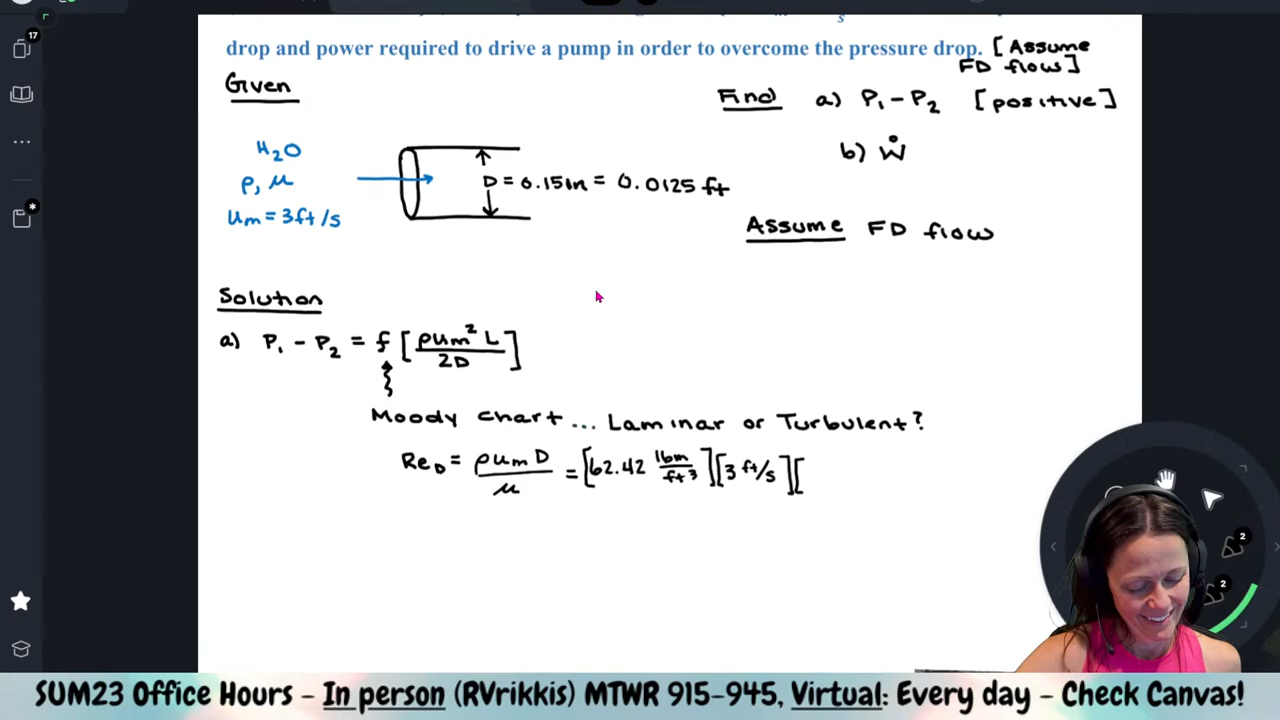 17
s
drop and power required to drive a pump in order to overcome the pressure drop. [Assume
FD flow]
Given
Find a) P₁ - P₂ [positive]
b) Ẇ
H₂O
ρ, μ
um = 3ft/s
D = 0.15in = 0.0125 ft
Assume FD flow
Solution
a) P₁ - P₂ = f [ρum² L / 2D]
Moody chart ... Laminar or Turbulent?
Re_D = ρumD / μ = [62.42 lbm/ft³][3 ft/s][
2
2
SUM23 Office Hours – In person (RVrikkis) MTWR 915-945, Virtual: Every day – Check Canvas!